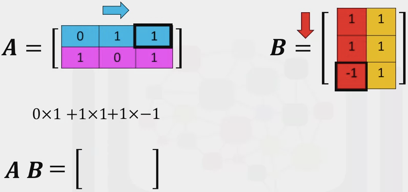 A = [ 0 1 1
1 0 1 ]
B = [ 1 1
1 1
-1 1 ]
0×1 +1×1+1×−1
A B = [ ]